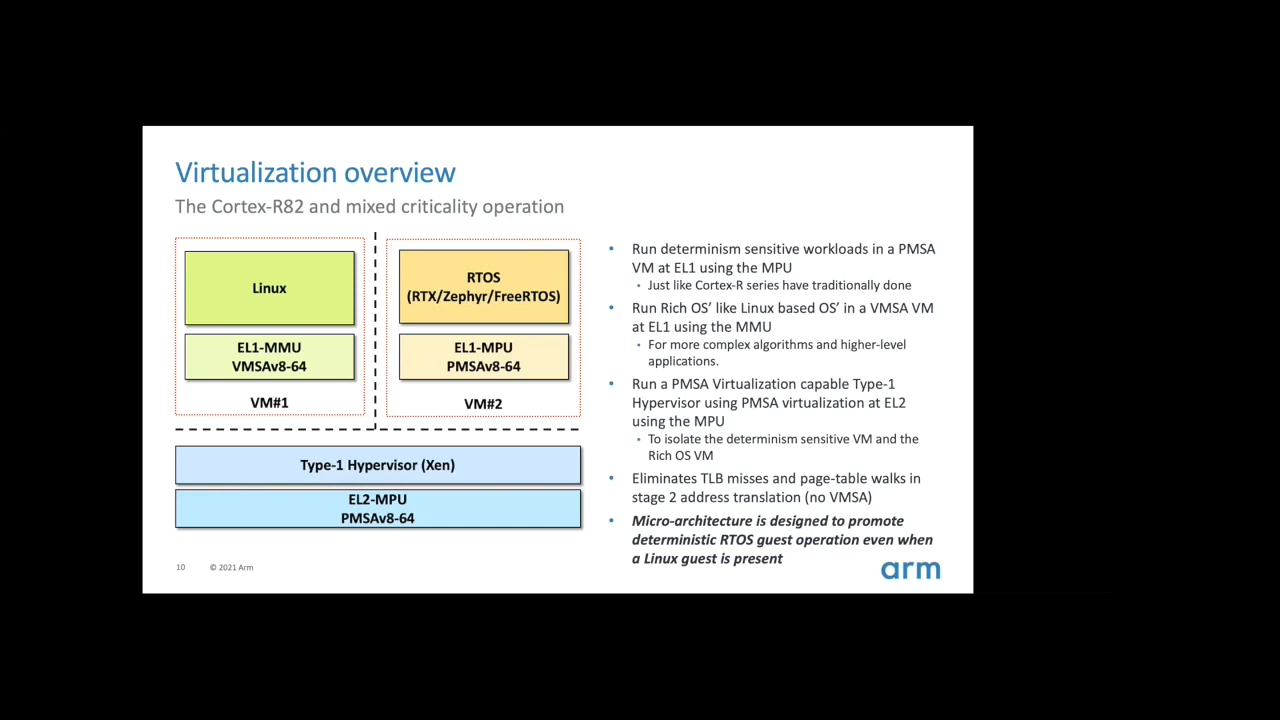 Virtualization overview
The Cortex-R82 and mixed criticality operation
Linux
EL1-MMU
VMSAv8-64
VM#1
RTOS
(RTX/Zephyr/FreeRTOS)
EL1-MPU
PMSAv8-64
VM#2
Type-1 Hypervisor (Xen)
EL2-MPU
PMSAv8-64
• Run determinism sensitive workloads in a PMSA
VM at EL1 using the MPU
• Just like Cortex-R series have traditionally done
• Run Rich OS’ like Linux based OS’ in a VMSA VM
at EL1 using the MMU
• For more complex algorithms and higher-level
applications.
• Run a PMSA Virtualization capable Type-1
Hypervisor using PMSA virtualization at EL2
using the MPU
• To isolate the determinism sensitive VM and the
Rich OS VM
• Eliminates TLB misses and page-table walks in
stage 2 address translation (no VMSA)
• Micro-architecture is designed to promote
deterministic RTOS guest operation even when
a Linux guest is present
10 © 2021 Arm
arm